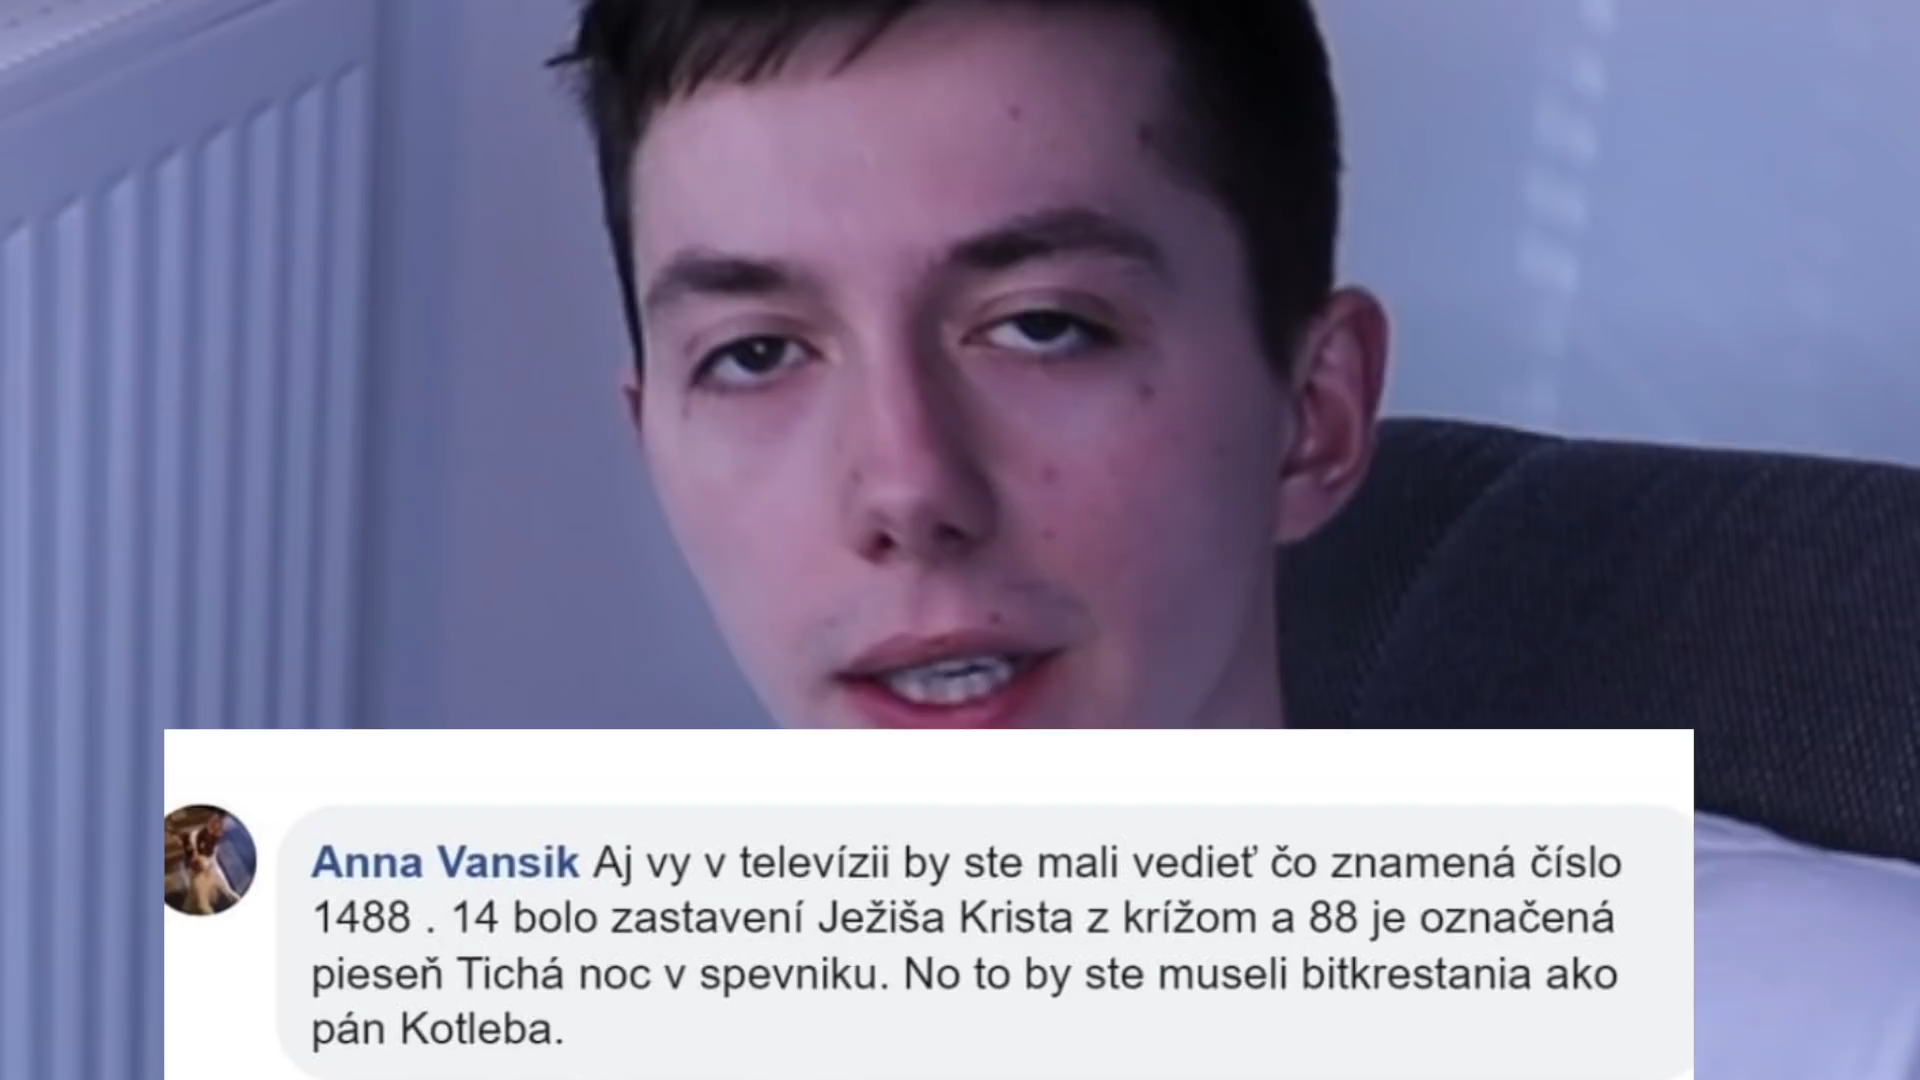 Anna Vansik Aj vy v televízii by ste mali vedieť čo znamená číslo
1488 . 14 bolo zastavení Ježiša Krista z krížom a 88 je označená
pieseň Tichá noc v spevniku. No to by ste museli bitkrestania ako
pán Kotleba.